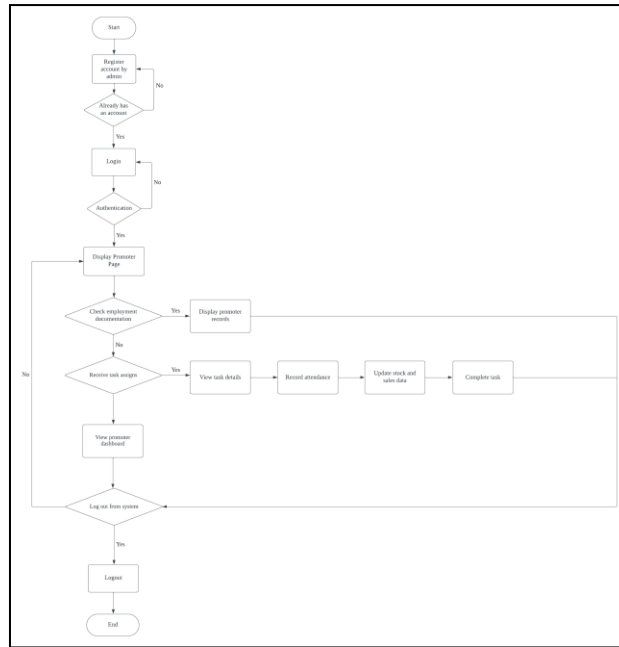 Start
Register
account by
admin
No
Already has
an account
Yes
Login
No
Authentication
Yes
Display Promoter
Page
Check employment
documentation
Yes
Display promoter
records
No
Receive task assigns
Yes
View task details
Record attendance
Update stock and
sales data
Complete task
No
View promoter
dashboard
Log out from system
Yes
Logout
End